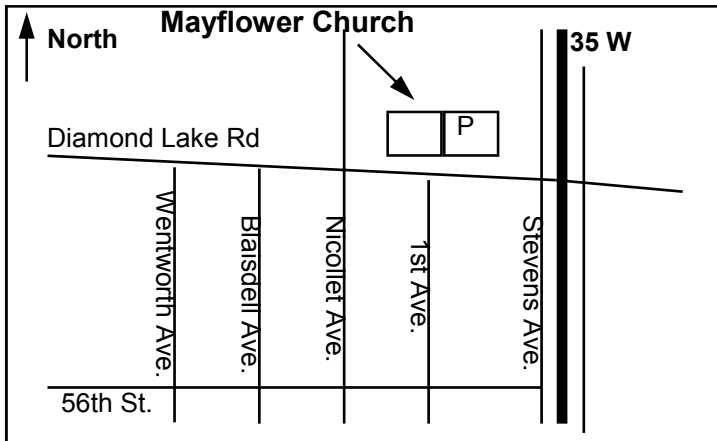 Mayflower Church
North
35 W
P
Diamond Lake Rd
Wentworth Ave.
Blaisdell Ave.
Nicollet Ave.
1st Ave.
Stevens Ave.
56th St.